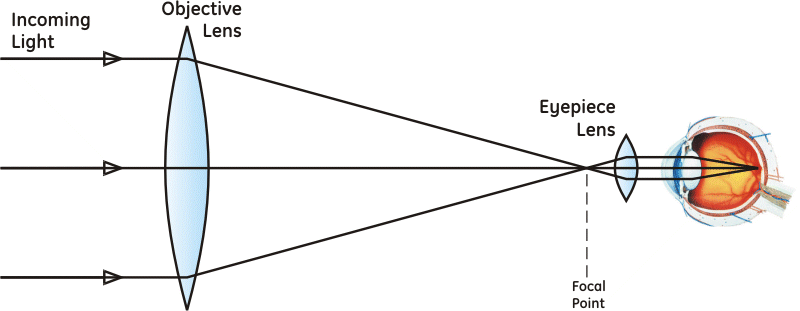 Incoming
Light
Objective
Lens
Eyepiece
Lens
Focal
Point